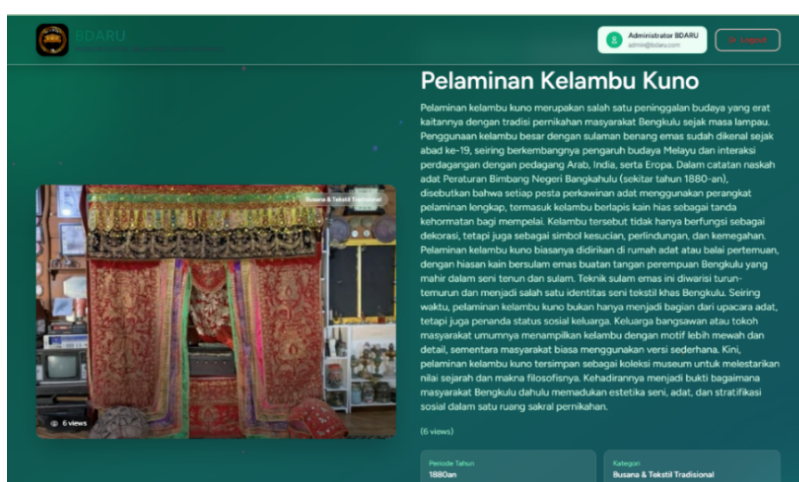 BDARU
Administrator BDARU
admin@bdaru.com
Logout
Pelaminan Kelambu Kuno
Pelaminan kelambu kuno merupakan salah satu peninggalan budaya yang erat
kaitannya dengan tradisi pernikahan masyarakat Bengkulu sejak masa lampau.
Penggunaan kelambu besar dengan sulaman benang emas sudah dikenal sejak
abad ke-19, seiring berkembangnya pengaruh budaya Melayu dan interaksi
perdagangan dengan pedagang Arab, India, serta Eropa. Dalam catatan naskah
adat Peraturan Bimbang Negeri Bangkahulu (sekitar tahun 1880-an),
disebutkan bahwa setiap pesta perkawinan adat menggunakan perangkat
pelaminan lengkap, termasuk kelambu berlapis kain hias sebagai tanda
kehormatan bagi mempelai. Kelambu tersebut tidak hanya berfungsi sebagai
dekorasi, tetapi juga sebagai simbol kesucian, perlindungan, dan kemegahan.
Pelaminan kelambu kuno biasanya didirikan di rumah adat atau balai pertemuan,
dengan hiasan kain bersulam emas buatan tangan perempuan Bengkulu yang
mahir dalam seni tenun dan sulam. Teknik sulam emas ini diwarisi turun-
temurun dan menjadi salah satu identitas seni tekstil khas Bengkulu. Seiring
waktu, pelaminan kelambu kuno bukan hanya menjadi bagian dari upacara adat,
tetapi juga penanda status sosial keluarga. Keluarga bangsawan atau tokoh
masyarakat umumnya menampilkan kelambu dengan motif lebih mewah dan
detail, sementara masyarakat biasa menggunakan versi sederhana. Kini,
pelaminan kelambu kuno tersimpan sebagai koleksi museum untuk melestarikan
nilai sejarah dan makna filosofisnya. Kehadirannya menjadi bukti bagaimana
masyarakat Bengkulu dahulu memadukan estetika seni, adat, dan stratifikasi
sosial dalam satu ruang sakral pernikahan.
Busana & Tekstil Tradisional
6 views
(6 views)
Periode Tahun
1880an
Kategori
Busana & Tekstil Tradisional